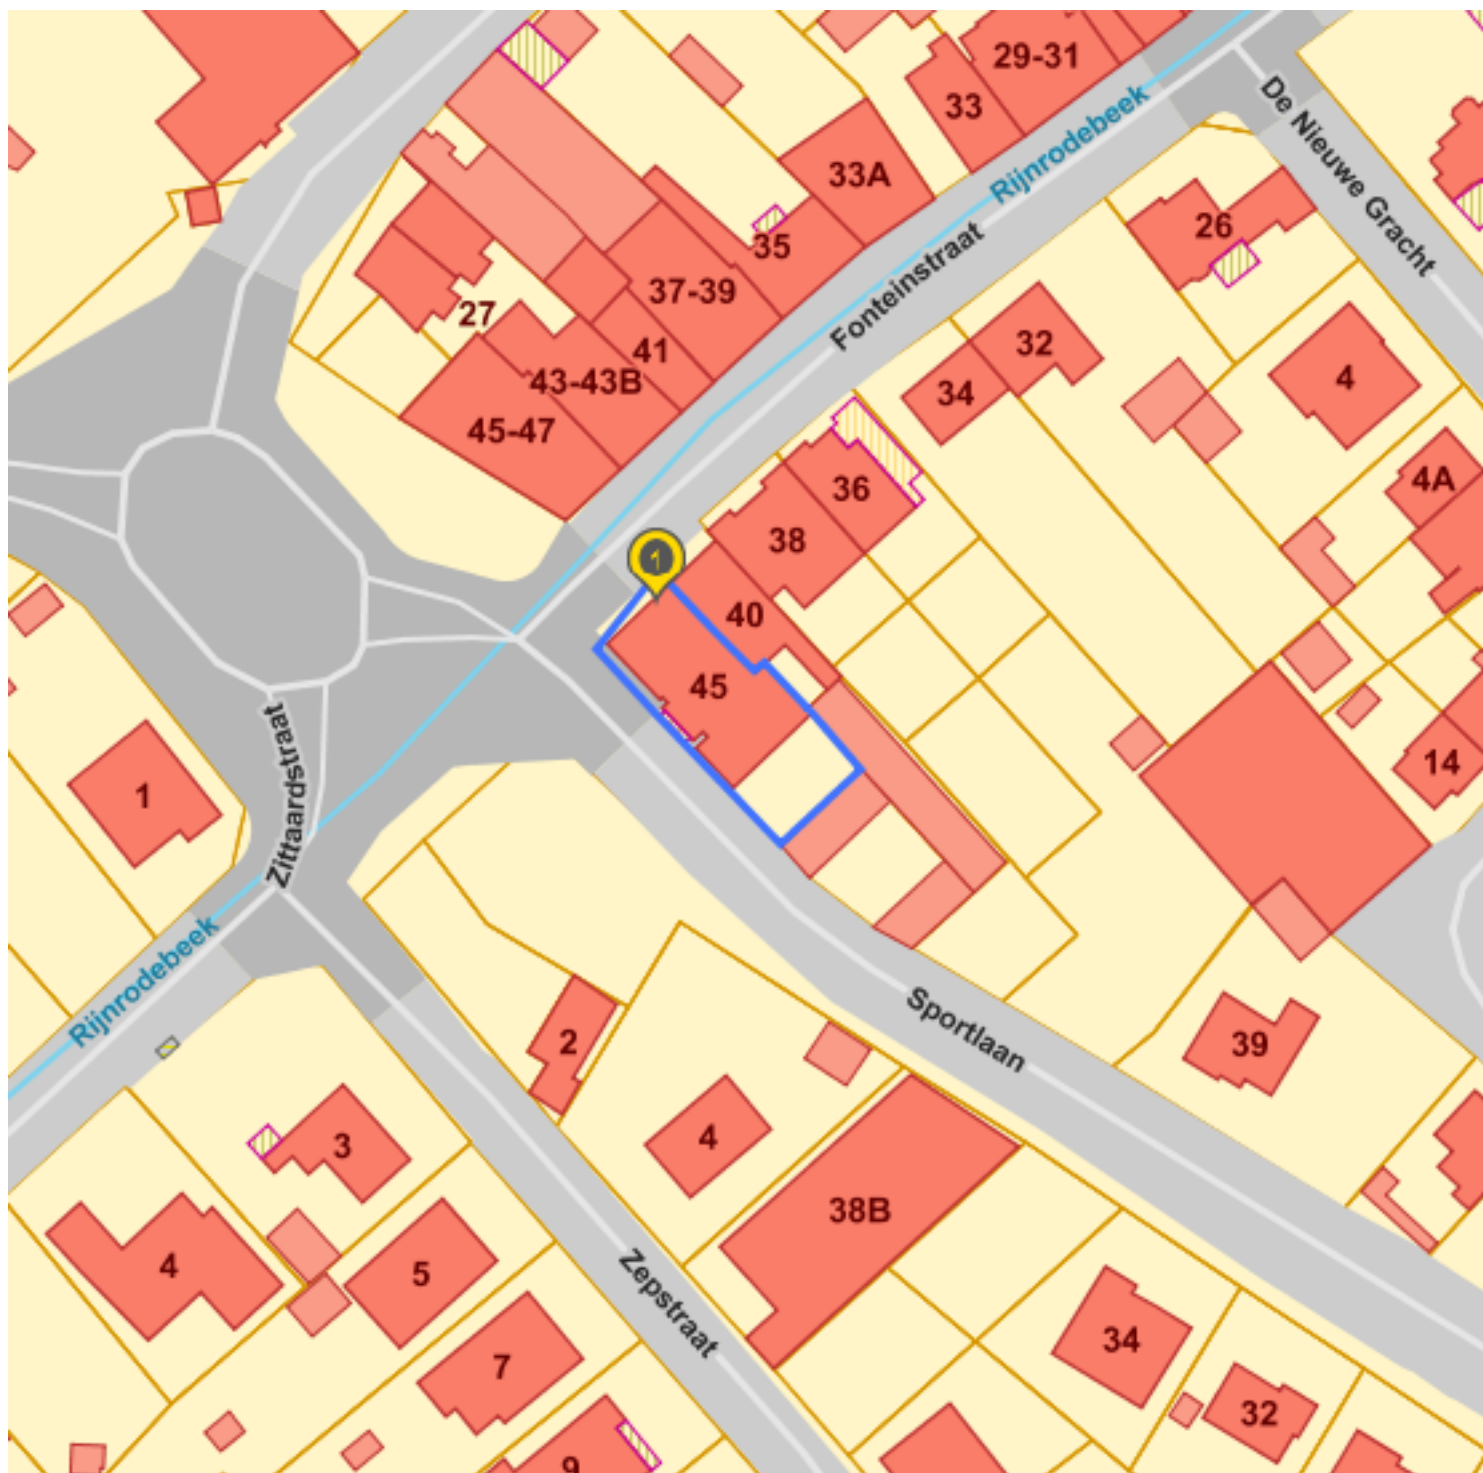 29-31
33
Rijnrodebeek
De Nieuwe Gracht
33A
26
35
Fonteinstraat
37-39
27
32
41
4
43-43B
34
45-47
4A
36
38
1
40
45
Zittaardstraat
14
1
Rijnrodebeek
2
Sportlaan
39
4
3
38B
4
5
Zepstraat
34
7
32
9